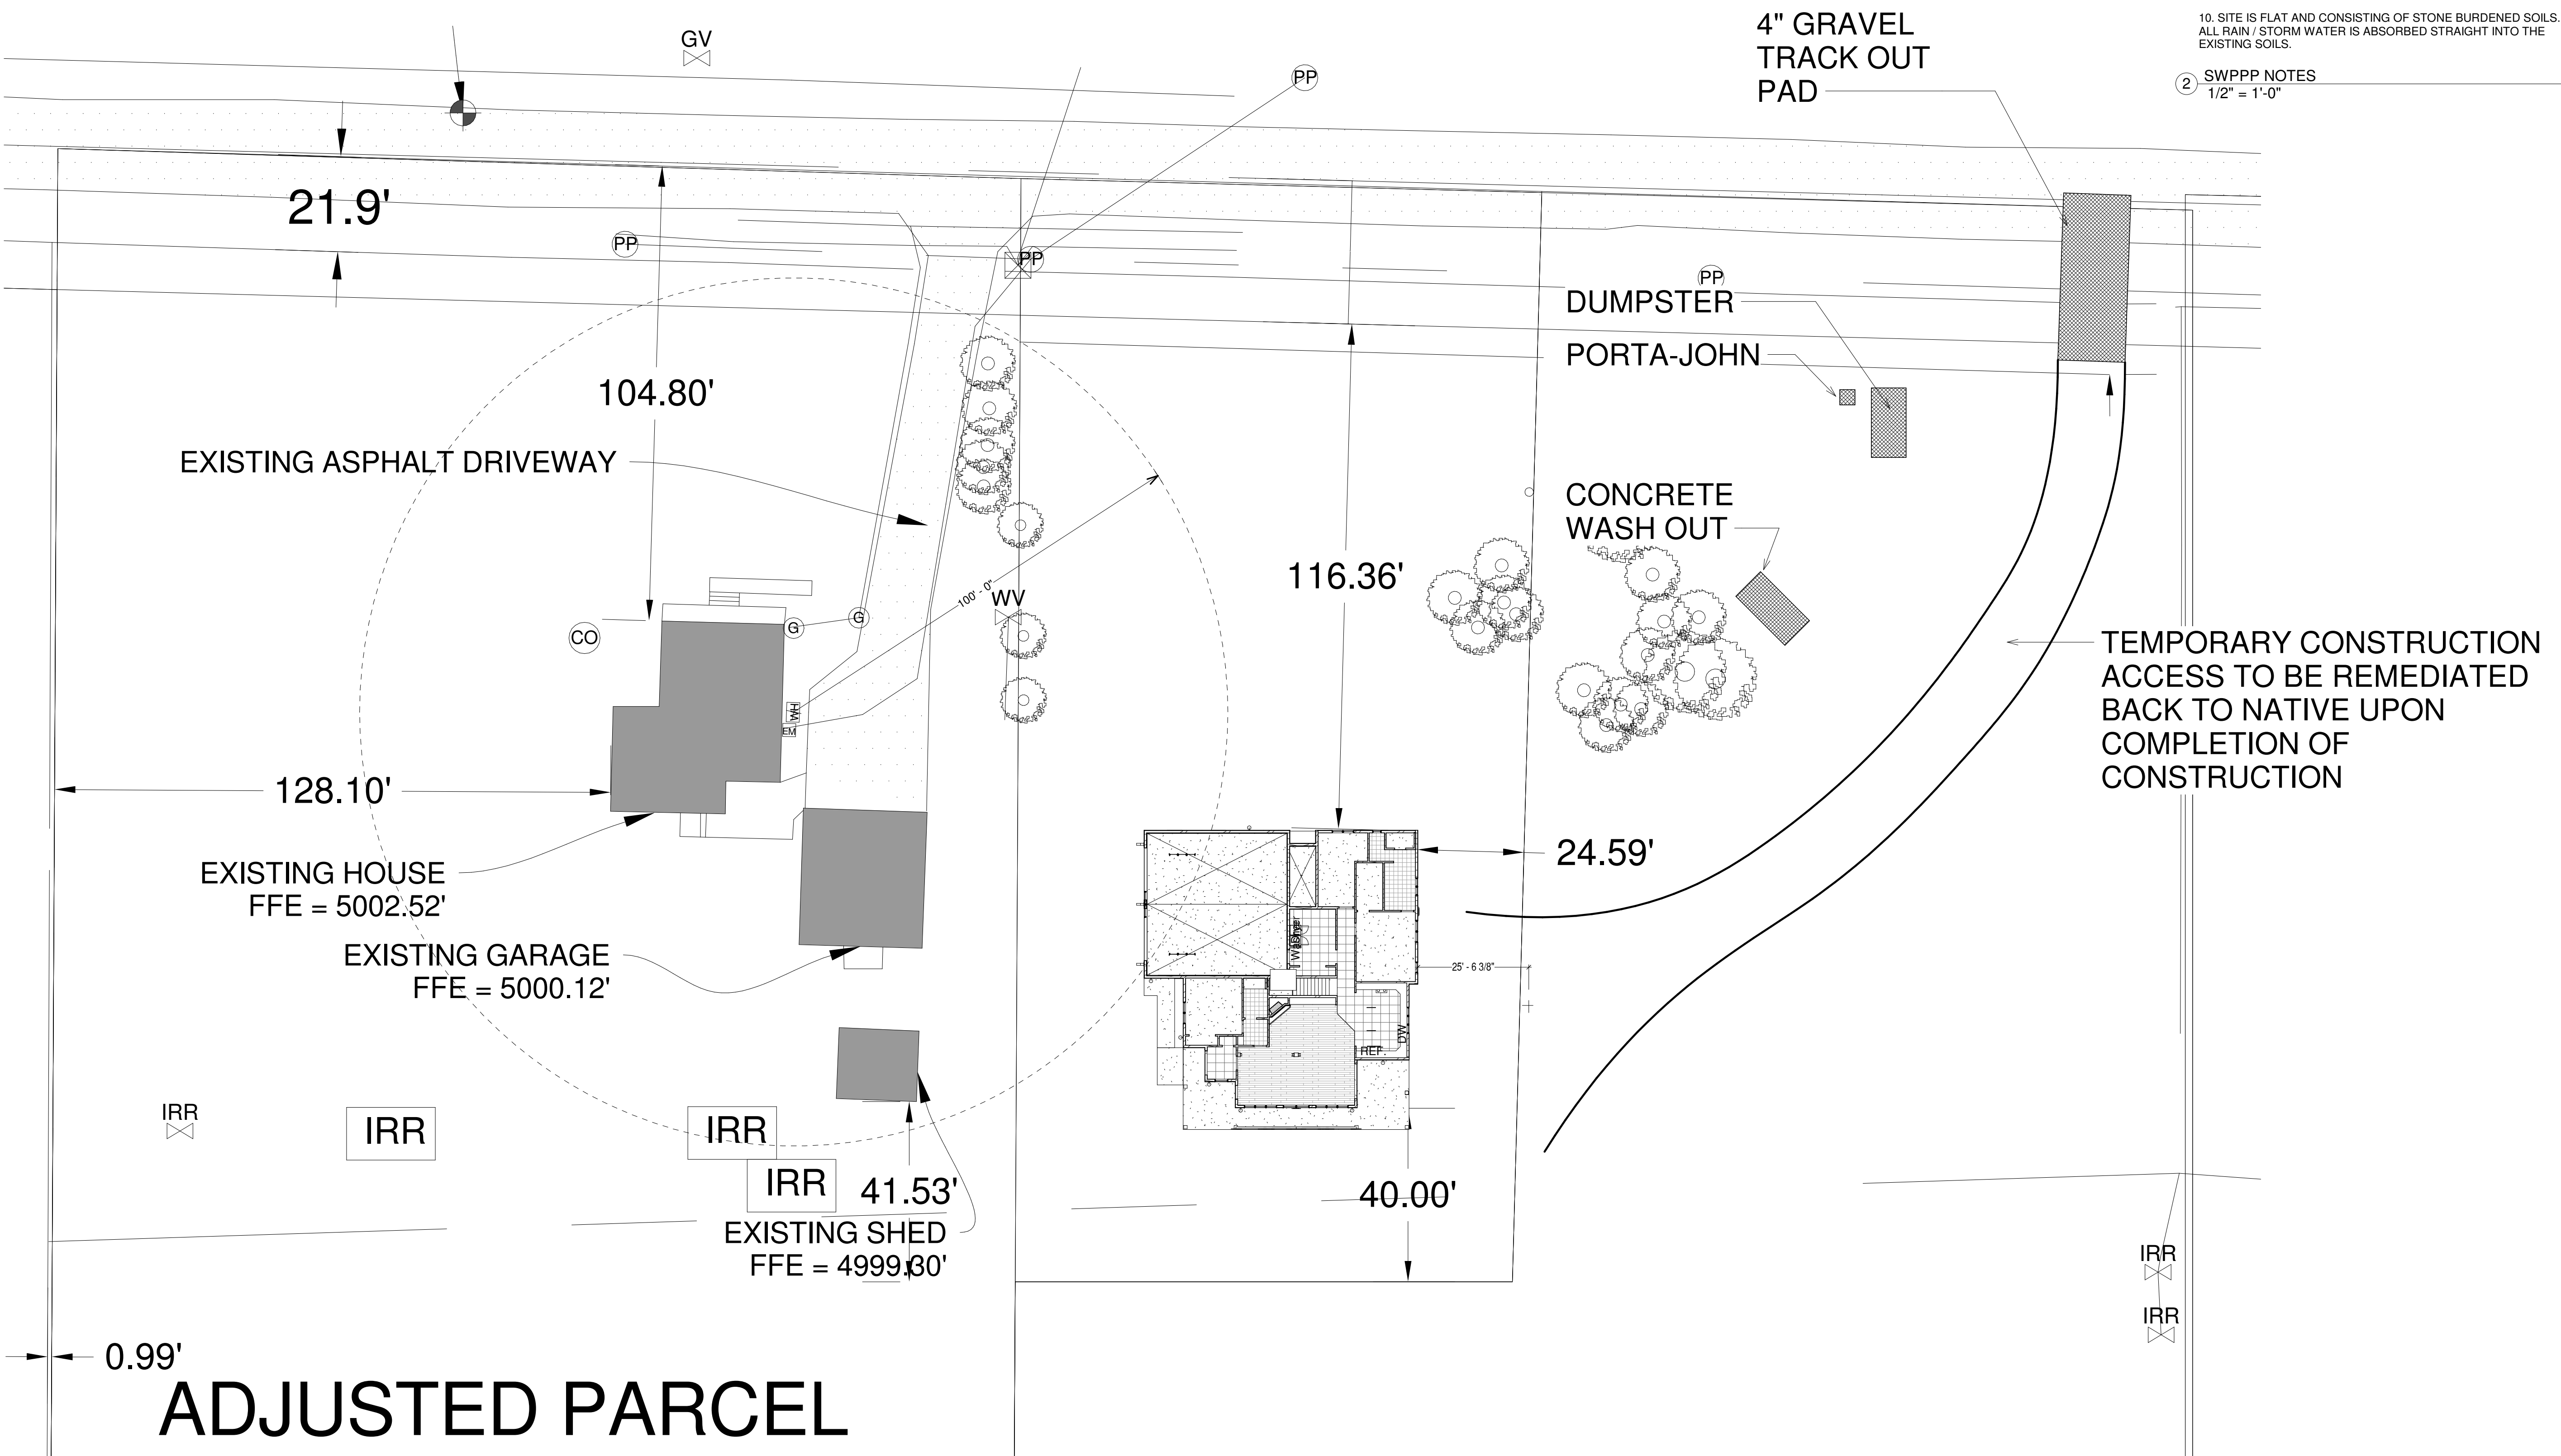 10. SITE IS FLAT AND CONSISTING OF STONE BURDENED SOILS.
ALL RAIN / STORM WATER IS ABSORBED STRAIGHT INTO THE
EXISTING SOILS.
2
SWPPP NOTES
1/2" = 1'-0"
4" GRAVEL
TRACK OUT
PAD
GV
PP
21.9'
PP
PP
PP
DUMPSTER
PORTA-JOHN
104.80'
EXISTING ASPHALT DRIVEWAY
CONCRETE
WASH OUT
116.36'
100' - 0"
WV
G
G
CO
TEMPORARY CONSTRUCTION
ACCESS TO BE REMEDIATED
BACK TO NATIVE UPON
COMPLETION OF
CONSTRUCTION
HW
EM
128.10'
24.59'
EXISTING HOUSE
FFE = 5002.52'
EXISTING GARAGE
FFE = 5000.12'
25' - 6 3/8"
DW
REF.
IRR
IRR
IRR
IRR
41.53'
40.00'
EXISTING SHED
FFE = 4999.30'
IRR
IRR
0.99'
ADJUSTED PARCEL